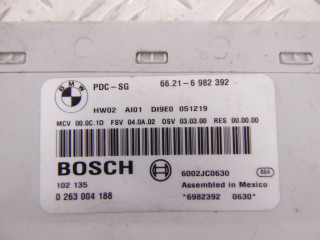 BMW
PDC-SG 66.21-6 982 392
HW02 AI01 DI9E0 051219
MCV 00.0C.1D FSV 04.0A.02 OSV 03.03.00 RES 00.00.00
BOSCH
6002JC0630 864
102 135 Assembled in Mexico
0 263 004 188 *6982392 0630*